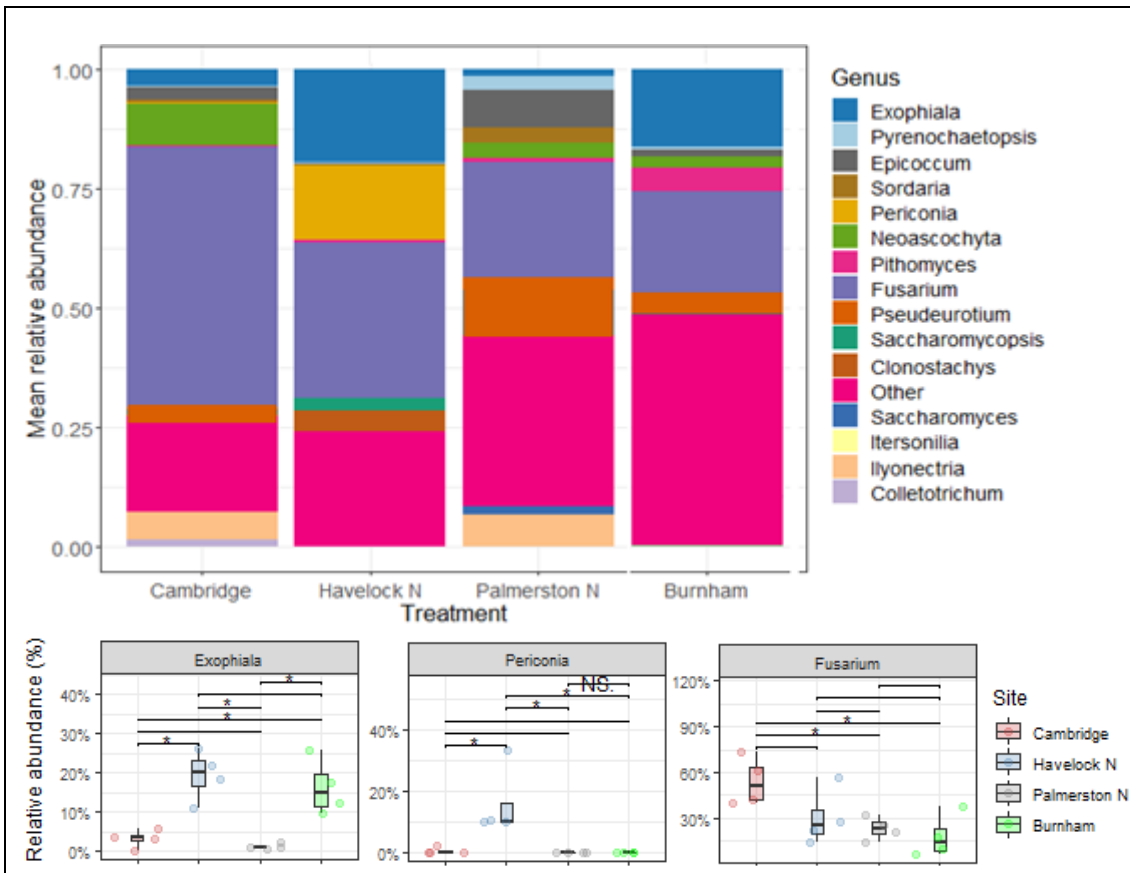 Mean relative abundance
1.00
0.75
0.50
0.25
0.00
Cambridge
Havelock N
Palmerston N
Burnham
Treatment
Genus
Exophiala
Pyrenochaetopsis
Epicoccum
Sordaria
Periconia
Neoascochyta
Pithomyces
Fusarium
Pseudeurotium
Saccharomycopsis
Clonostachys
Other
Saccharomyces
Itersonilia
Ilyonectria
Colletotrichum
Relative abundance (%)
Exophiala
40%
30%
20%
10%
0%
*
*
*
*
*
Periconia
40%
20%
0%
NS.
*
*
*
Fusarium
120%
90%
60%
30%
*
*
Site
Cambridge
Havelock N
Palmerston N
Burnham